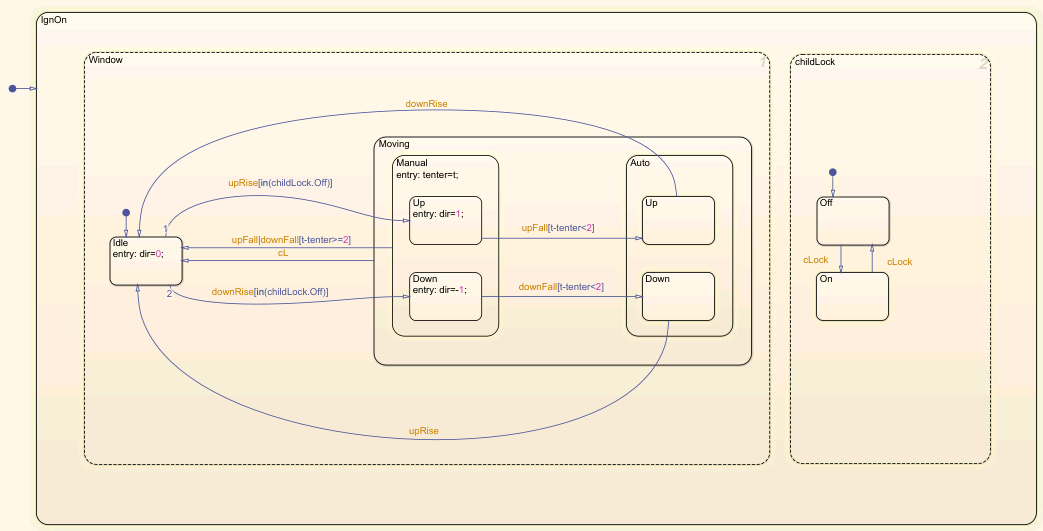 IgnOn
Window
1
childLock
2
downRise
Moving
Manual
entry: tenter=t;
Auto
upRise[in(childLock.Off)]
Up
entry: dir=1;
Up
Off
1
upFall[t-tenter<2]
Idle
entry: dir=0;
upFall|downFall[t-tenter>=2]
cL
cLock
cLock
Down
entry: dir=-1;
Down
On
2
downRise[in(childLock.Off)]
downFall[t-tenter<2]
upRise